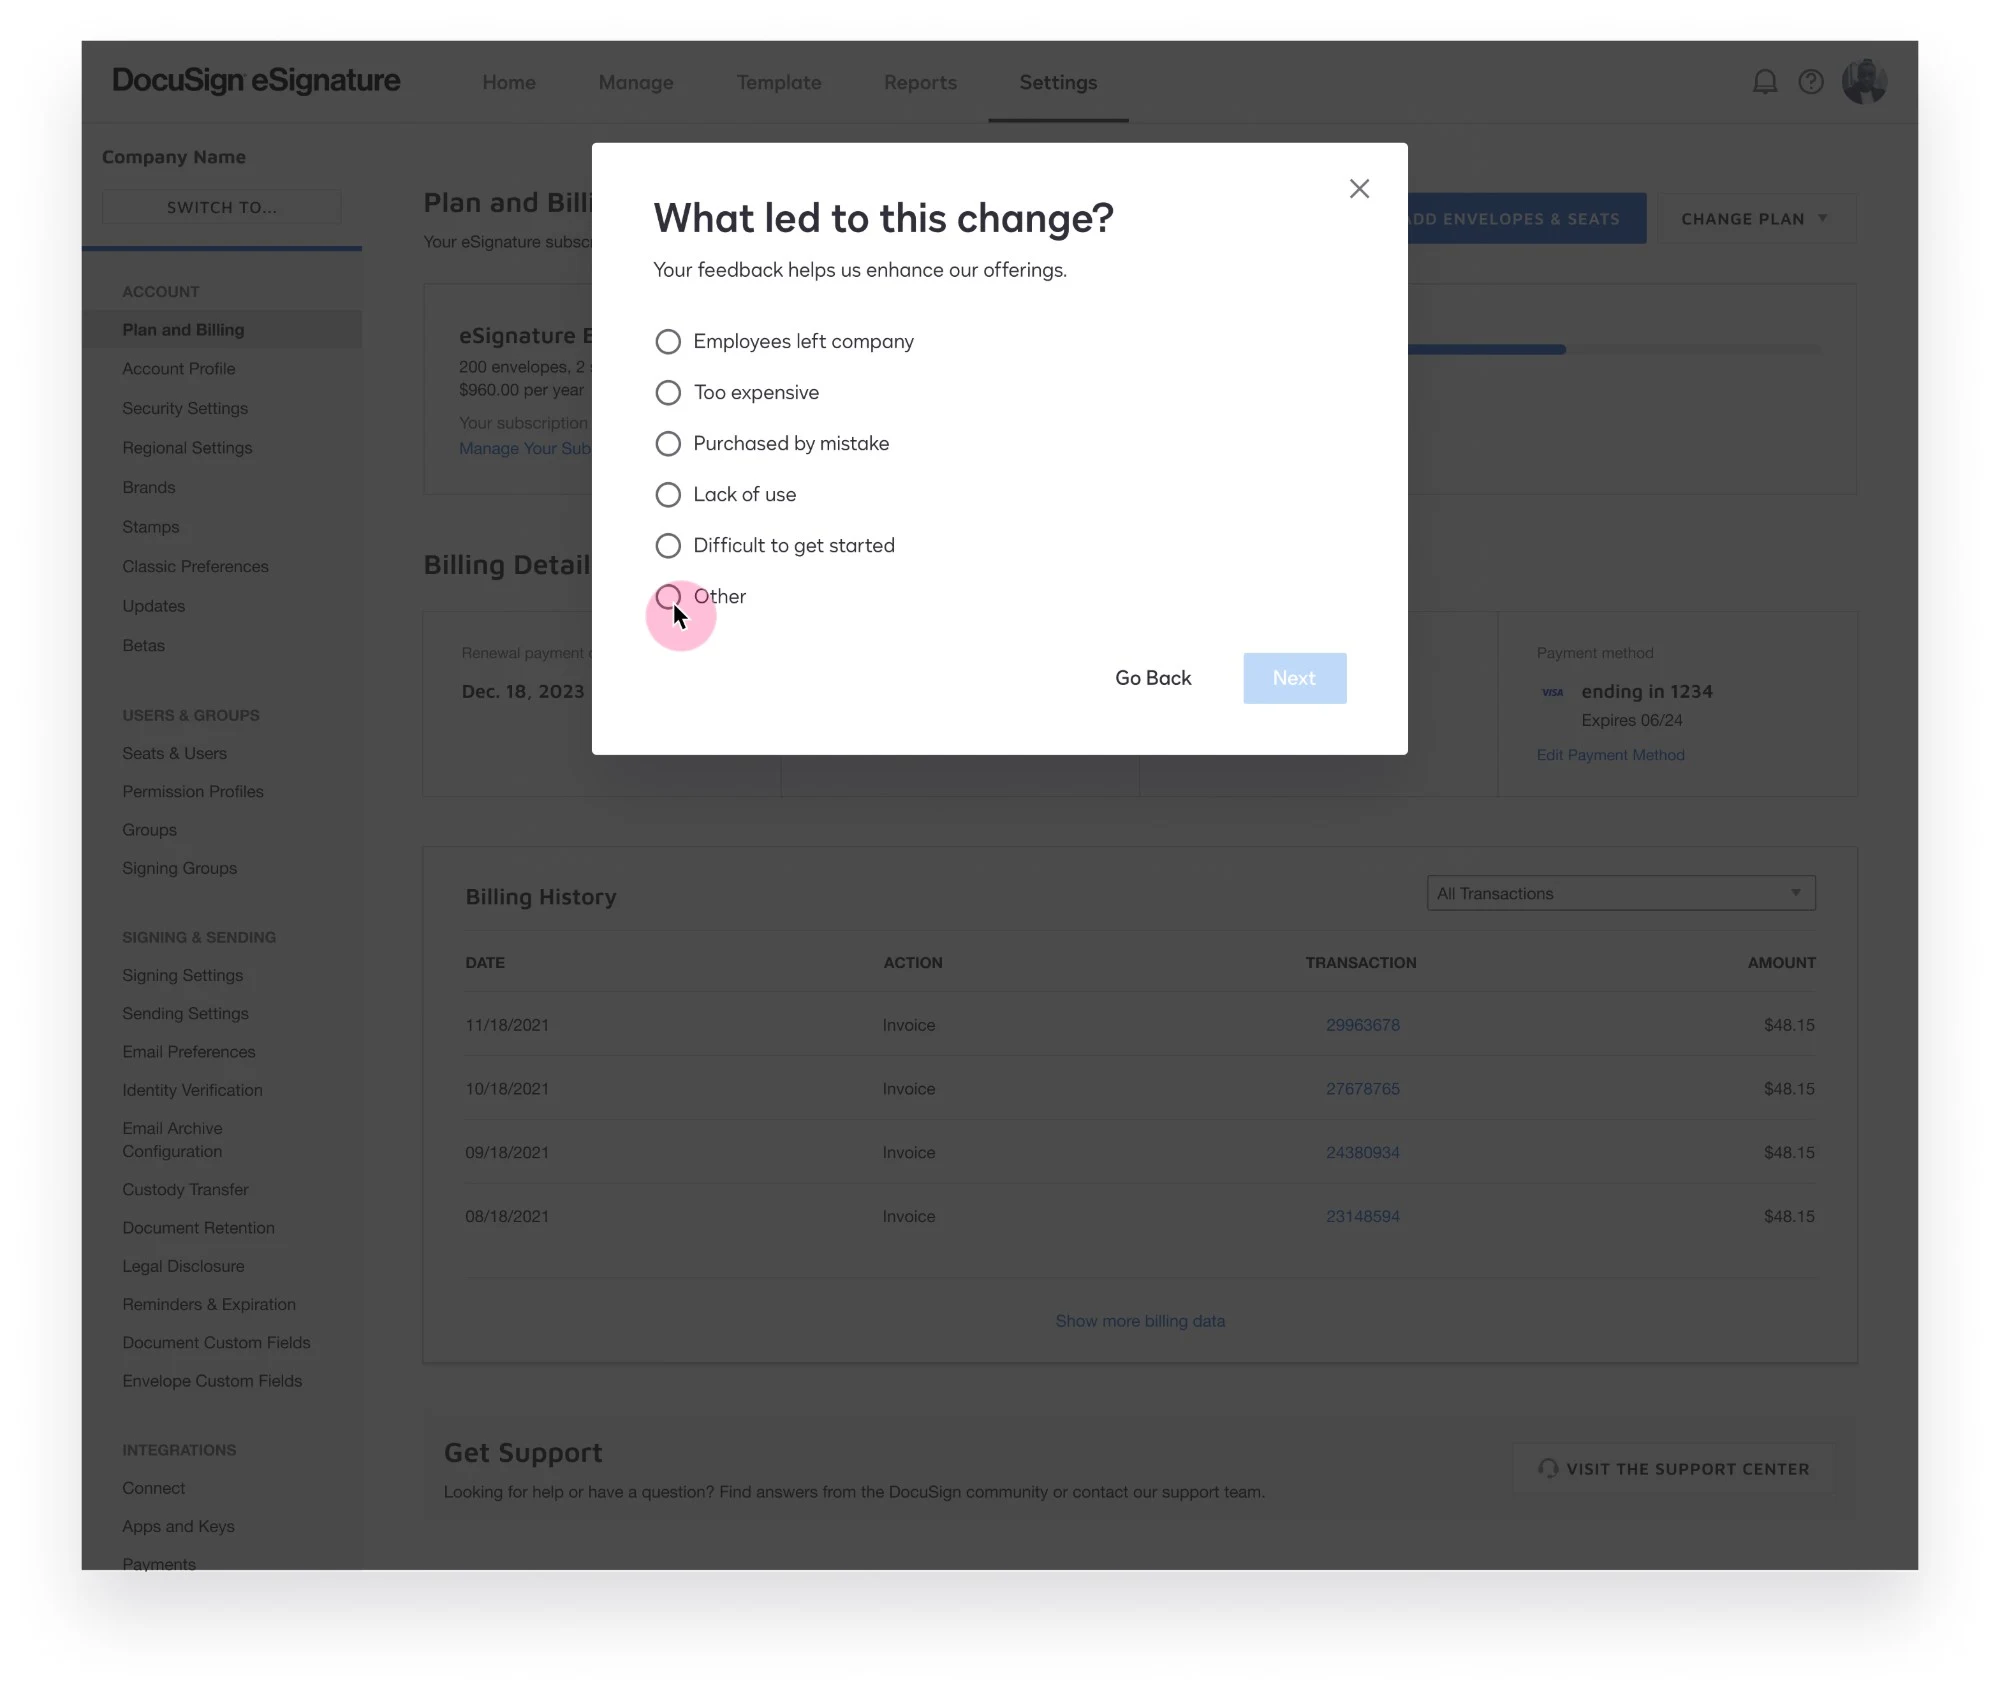 DocuSign eSignature
Home
Manage
Template
Reports
Settings
Company Name
SWITCH TO...
ACCOUNT
Plan and Billing
Account Profile
Security Settings
Regional Settings
Brands
Stamps
Classic Preferences
Updates
Betas
USERS & GROUPS
Seats & Users
Permission Profiles
Groups
Signing Groups
SIGNING & SENDING
Signing Settings
Sending Settings
Email Preferences
Identity Verification
Email Archive
Configuration
Custody Transfer
Document Retention
Legal Disclosure
Reminders & Expiration
Document Custom Fields
Envelope Custom Fields
INTEGRATIONS
Connect
Apps and Keys
Payments
Plan and
ENVELOPES & SEATS
CHANGE PLAN
Your eSignature
eSignature
200 envelopes, 2
$960.00 per year
Your subscription
Manage Your
What led to this change?
Your feedback helps us enhance our offerings.
Employees left company
Too expensive
Purchased by mistake
Lack of use
Difficult to get started
Other
Go Back
Next
Billing
Renewal payment
Dec. 18, 2023
Payment method
VISA ending in 1234
Expires 06/24
Edit Payment Method
Billing History
All Transactions
DATE ACTION TRANSACTION AMOUNT
11/18/2021 Invoice 29963678 $48.15
10/18/2021 Invoice 27678765 $48.15
09/18/2021 Invoice 24380934 $48.15
08/18/2021 Invoice 23148594 $48.15
Show more billing data
Get Support
Looking for help or have a question? Find answers from the DocuSign community or contact our support team.
VISIT THE SUPPORT CENTER